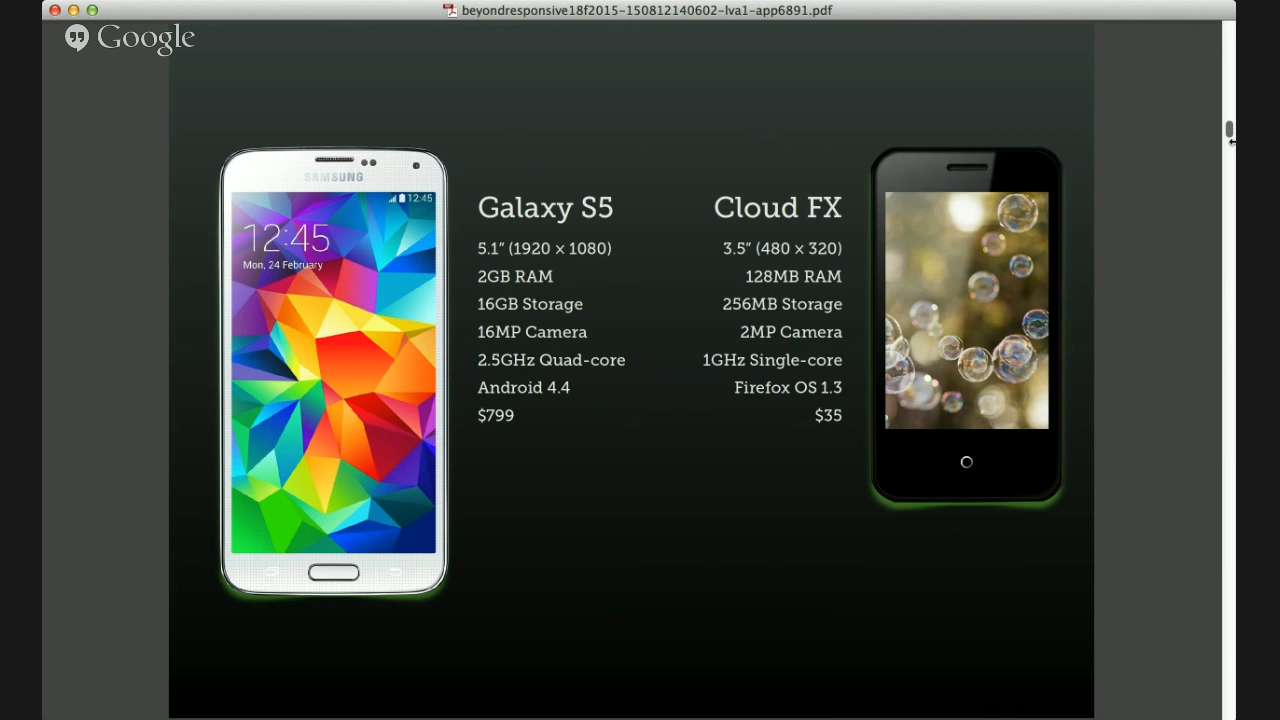 beyondresponsive18f2015-150812140602-lva1-app6891.pdf
Google
SAMSUNG
12:45
12:45
Mon, 24 February
Galaxy S5
5.1″ (1920 × 1080)
2GB RAM
16GB Storage
16MP Camera
2.5GHz Quad-core
Android 4.4
$799
Cloud FX
3.5″ (480 × 320)
128MB RAM
256MB Storage
2MP Camera
1GHz Single-core
Firefox OS 1.3
$35